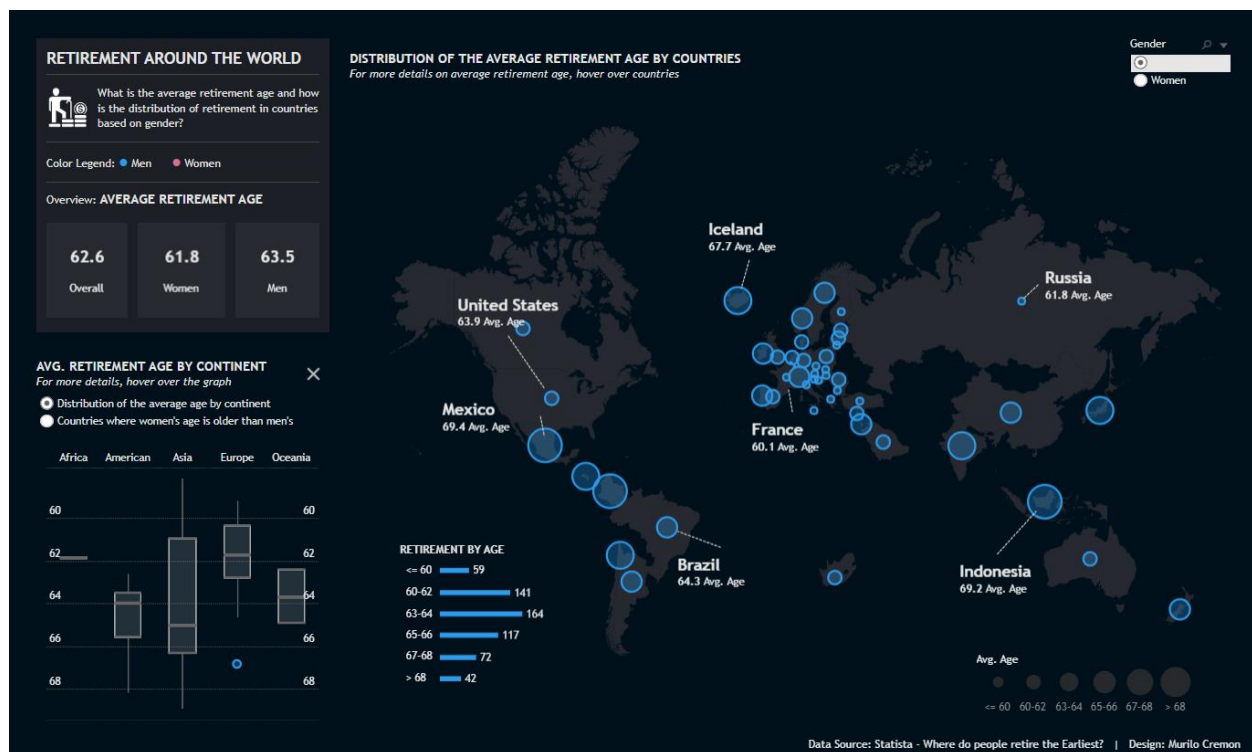 RETIREMENT AROUND THE WORLD
What is the average retirement age and how
is the distribution of retirement in countries
based on gender?
Color Legend: Men Women
Overview: AVERAGE RETIREMENT AGE
62.6 61.8 63.5
Overall Women Men
AVG. RETIREMENT AGE BY CONTINENT
For more details, hover over the graph
Distribution of the average age by continent
Countries where women's age is older than men's
Africa American Asia Europe Oceania
60 60
62 62
64 64
66 66
68 68
DISTRIBUTION OF THE AVERAGE RETIREMENT AGE BY COUNTRIES
For more details on average retirement age, hover over countries
Gender
Women
Iceland
67.7 Avg. Age
Russia
61.8 Avg. Age
United States
63.9 Avg. Age
Mexico
69.4 Avg. Age
France
60.1 Avg. Age
Brazil
64.3 Avg. Age
Indonesia
69.2 Avg. Age
RETIREMENT BY AGE
<= 60 59
60-62 141
63-64 164
65-66 117
67-68 72
> 68 42
Avg. Age
<= 60 60-62 63-64 65-66 67-68 > 68
Data Source: Statista - Where do people retire the Earliest? | Design: Murilo Cremon